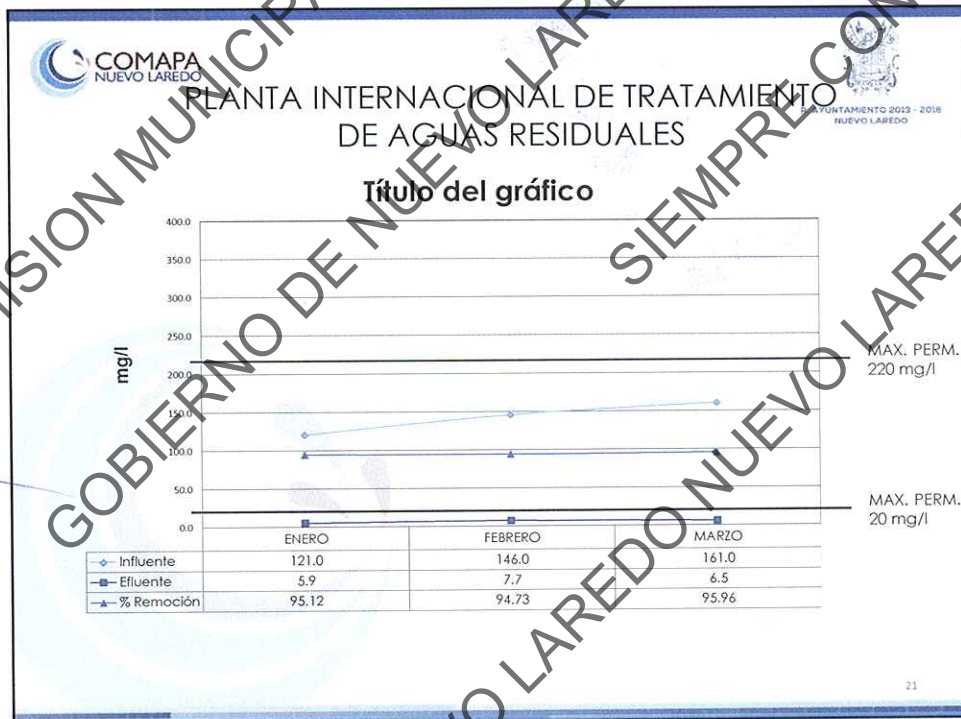 COMAPA
NUEVO LAREDO
R. AYUNTAMIENTO 2013 - 2016
NUEVO LAREDO
PLANTA INTERNACIONAL DE TRATAMIENTO
DE AGUAS RESIDUALES
Título del gráfico
mg/l
400.0
350.0
300.0
250.0
200.0
150.0
100.0
50.0
0.0
MAX. PERM.
220 mg/l
MAX. PERM.
20 mg/l
ENERO FEBRERO MARZO
Influente 121.0 146.0 161.0
Efluente 5.9 7.7 6.5
% Remoción 95.12 94.73 95.96
21
GOBIERNO DE NUEVO LAREDO
SIEMPRE CON